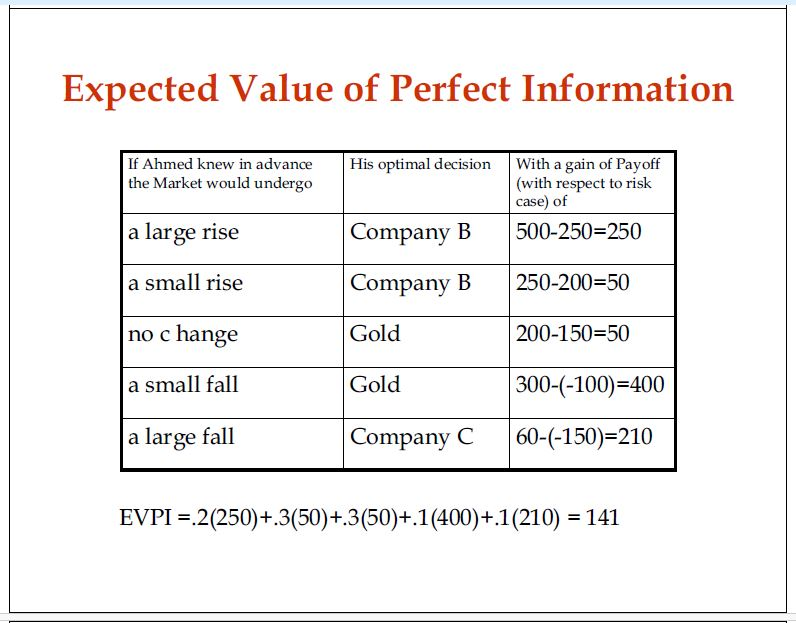 Expected Value of Perfect Information
If Ahmed knew in advance
the Market would undergo
His optimal decision
With a gain of Payoff
(with respect to risk
case) of
a large rise
Company B
500-250=250
a small rise
Company B
250-200=50
no c hange
Gold
200-150=50
a small fall
Gold
300-(-100)=400
a large fall
Company C
60-(-150)=210
EVPI =.2(250)+.3(50)+.3(50)+.1(400)+.1(210) = 141